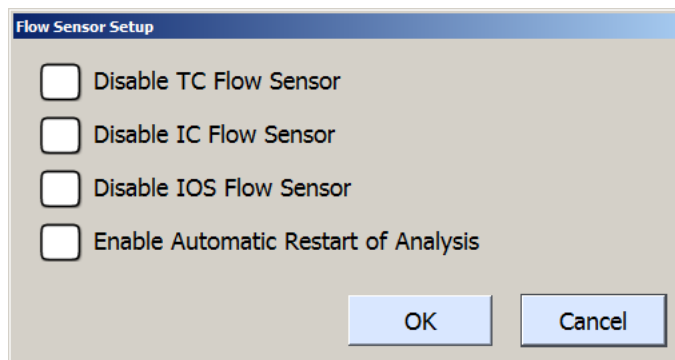 Flow Sensor Setup
Disable TC Flow Sensor
Disable IC Flow Sensor
Disable IOS Flow Sensor
Enable Automatic Restart of Analysis
OK Cancel